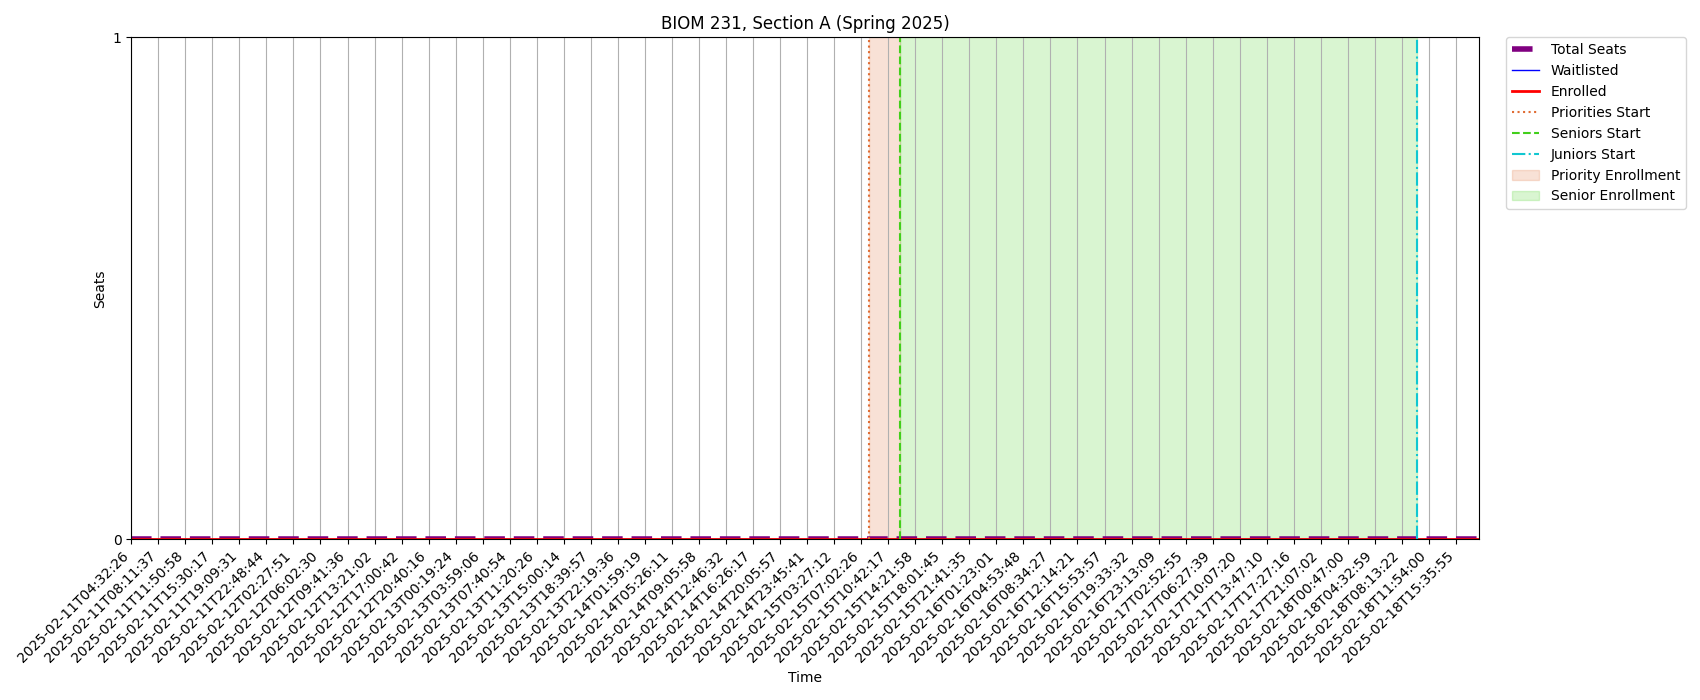 BIOM 231, Section A (Spring 2025)
1
0
Seats
2025-02-11T04:32:26
2025-02-11T08:11:37
2025-02-11T11:50:58
2025-02-11T15:30:17
2025-02-11T19:09:31
2025-02-11T22:48:44
2025-02-12T02:27:51
2025-02-12T06:02:30
2025-02-12T09:41:36
2025-02-12T13:21:02
2025-02-12T17:00:42
2025-02-12T20:40:16
2025-02-13T00:19:24
2025-02-13T03:59:06
2025-02-13T07:40:54
2025-02-13T11:20:26
2025-02-13T15:00:14
2025-02-13T18:39:57
2025-02-13T22:19:36
2025-02-14T01:59:19
2025-02-14T05:26:11
2025-02-14T09:05:58
2025-02-14T12:46:32
2025-02-14T16:26:17
2025-02-14T20:05:57
2025-02-14T23:45:41
2025-02-15T03:27:12
2025-02-15T07:02:26
2025-02-15T10:42:17
2025-02-15T14:21:58
2025-02-15T18:01:45
2025-02-15T21:41:35
2025-02-16T01:23:01
2025-02-16T04:53:48
2025-02-16T08:34:27
2025-02-16T12:14:21
2025-02-16T15:53:57
2025-02-16T19:33:32
2025-02-16T23:13:09
2025-02-17T02:52:55
2025-02-17T06:27:39
2025-02-17T10:07:20
2025-02-17T13:47:10
2025-02-17T17:27:16
2025-02-17T21:07:02
2025-02-18T00:47:00
2025-02-18T04:32:59
2025-02-18T08:13:22
2025-02-18T11:54:00
2025-02-18T15:35:55
Time
Total Seats
Waitlisted
Enrolled
Priorities Start
Seniors Start
Juniors Start
Priority Enrollment
Senior Enrollment